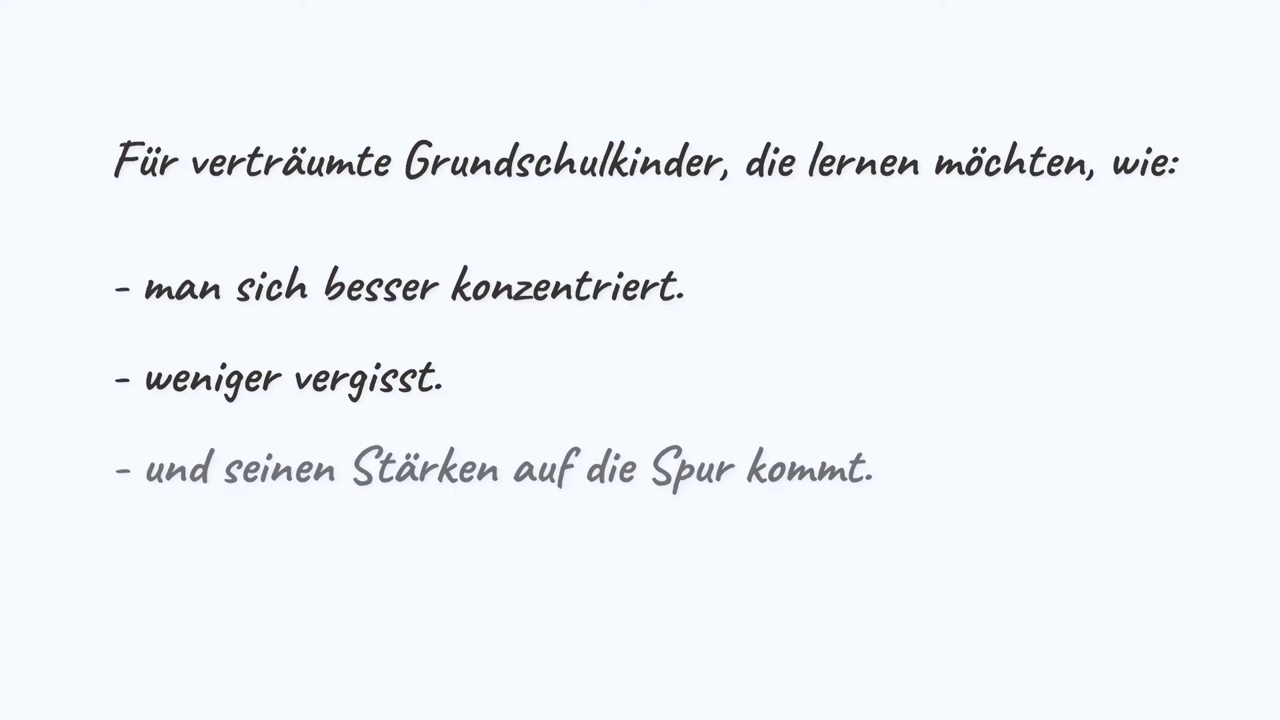 Für verträumte Grundschulkinder, die lernen möchten, wie:
- man sich besser konzentriert.
- weniger vergisst.
- und seinen Stärken auf die Spur kommt.